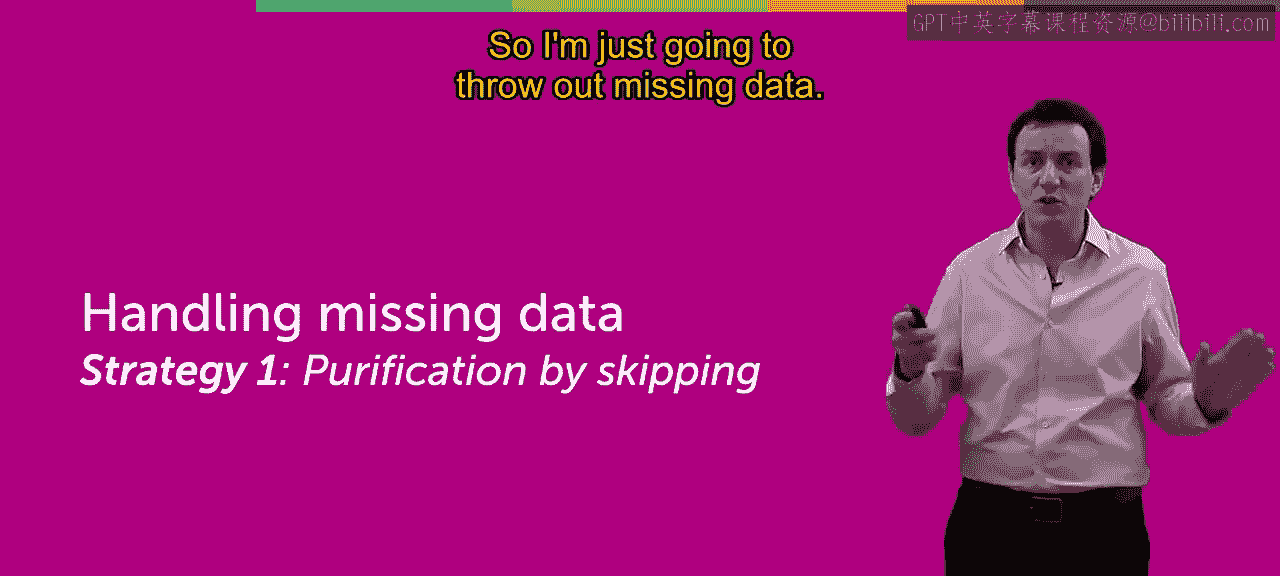 GPT中英字幕课程资源@bilibili.com
So I'm just going to
throw out missing data.
Handling missing data
Strategy 1: Purification by skipping